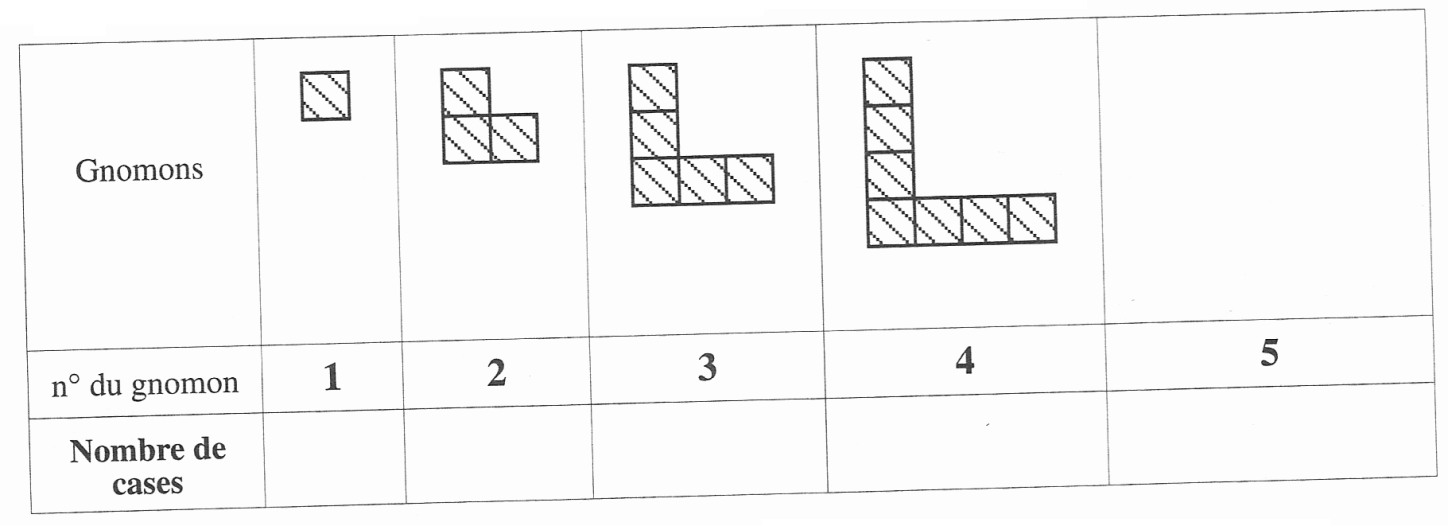 Gnomons
n° du gnomon 1 2 3 4 5
Nombre de
cases